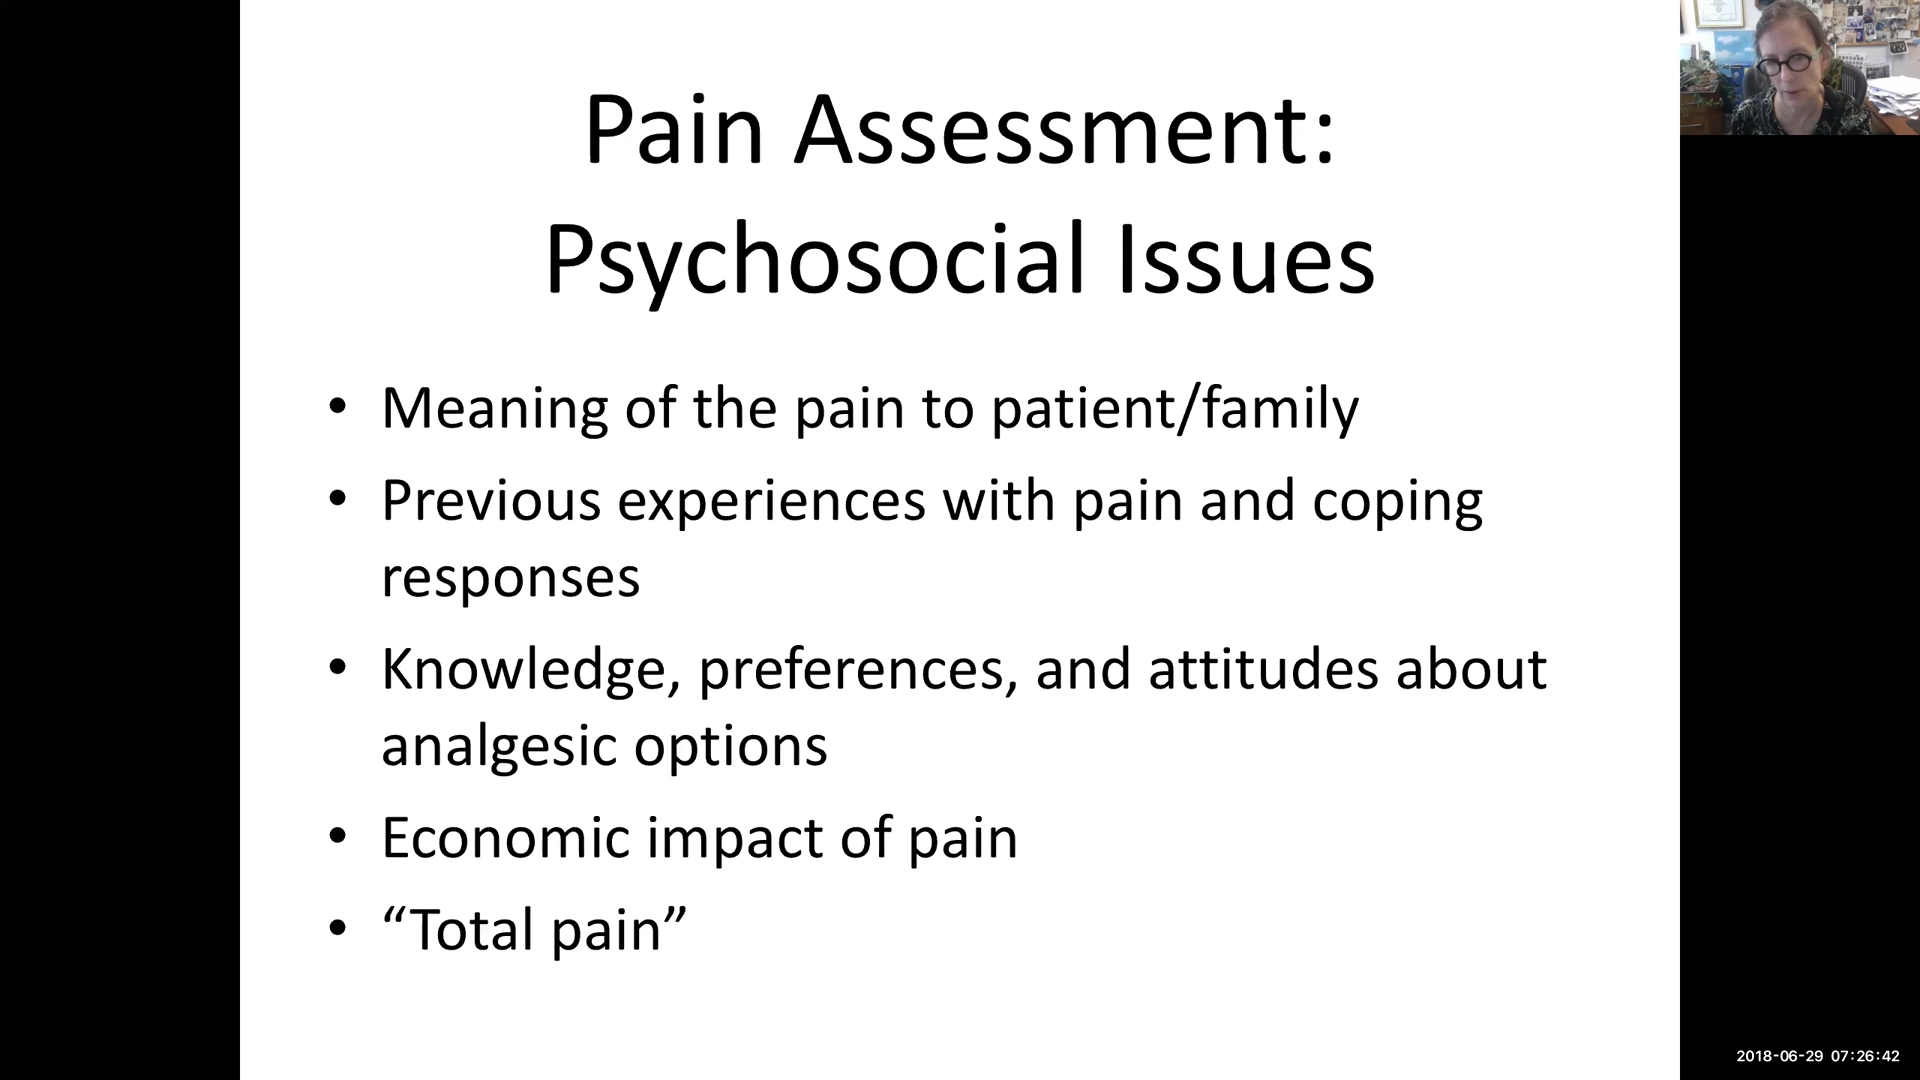 Pain Assessment:
Psychosocial Issues
• Meaning of the pain to patient/family
• Previous experiences with pain and coping
responses
• Knowledge, preferences, and attitudes about
analgesic options
• Economic impact of pain
• “Total pain”
2018-06-29 07:26:42